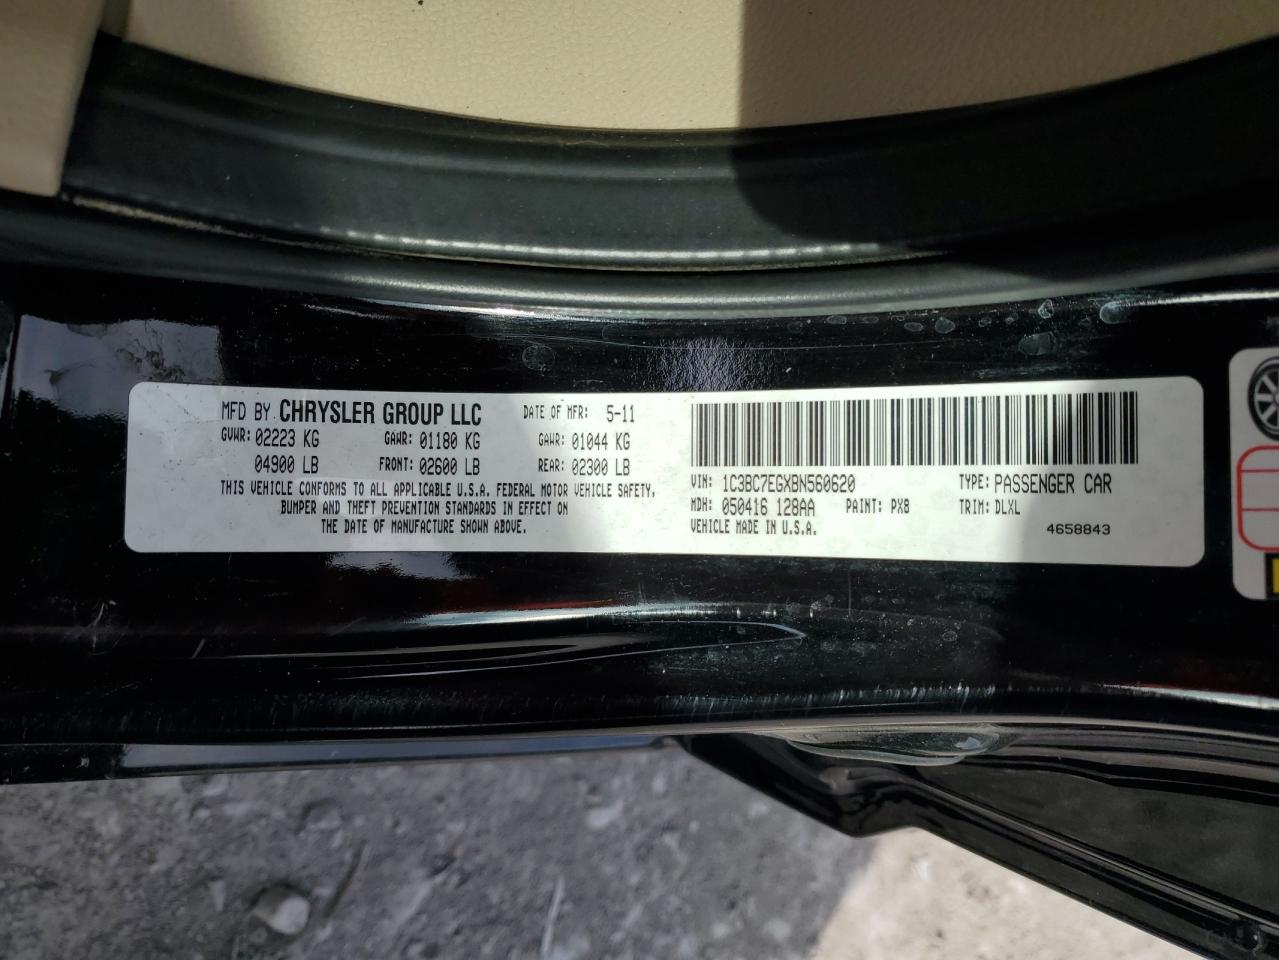 MFD BY CHRYSLER GROUP LLC DATE OF MFR: 5-11
GVWR: 02223 KG GAWR: 01180 KG GAWR: 01044 KG
04900 LB FRONT: 02600 LB REAR: 02300 LB
THIS VEHICLE CONFORMS TO ALL APPLICABLE U.S.A. FEDERAL MOTOR VEHICLE SAFETY,
BUMPER AND THEFT PREVENTION STANDARDS IN EFFECT ON
THE DATE OF MANUFACTURE SHOWN ABOVE.
VIN: 1C3BC7EGXBN560620 TYPE: PASSENGER CAR
MDH: 050416 128AA PAINT: PX8 TRIM: DLXL
VEHICLE MADE IN U.S.A. 4658843